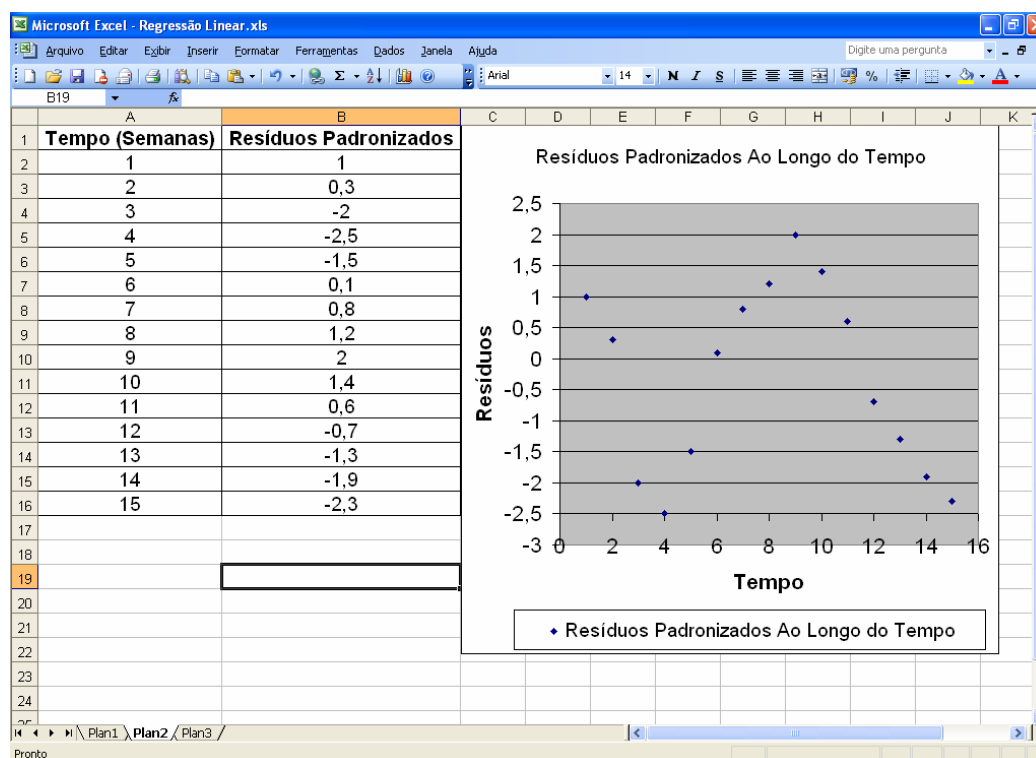 Microsoft Excel - Regressão Linear.xls
Arquivo Editar Exibir Inserir Formatar Ferramentas Dados Janela Ajuda Digite uma pergunta
Arial 14 N I S %
B19 fx
A B C D E F G H I J K
1 Tempo (Semanas) Resíduos Padronizados
2 1 1
3 2 0,3
4 3 -2
5 4 -2,5
6 5 -1,5
7 6 0,1
8 7 0,8
9 8 1,2
10 9 2
11 10 1,4
12 11 0,6
13 12 -0,7
14 13 -1,3
15 14 -1,9
16 15 -2,3
17
18
19
20
21
22
23
24
25
Resíduos Padronizados Ao Longo do Tempo
2,5
2
1,5
1
0,5
0
-0,5
-1
-1,5
-2
-2,5
-3
Resíduos
0 2 4 6 8 10 12 14 16
Tempo
Resíduos Padronizados Ao Longo do Tempo
Plan1 Plan2 Plan3
Pronto